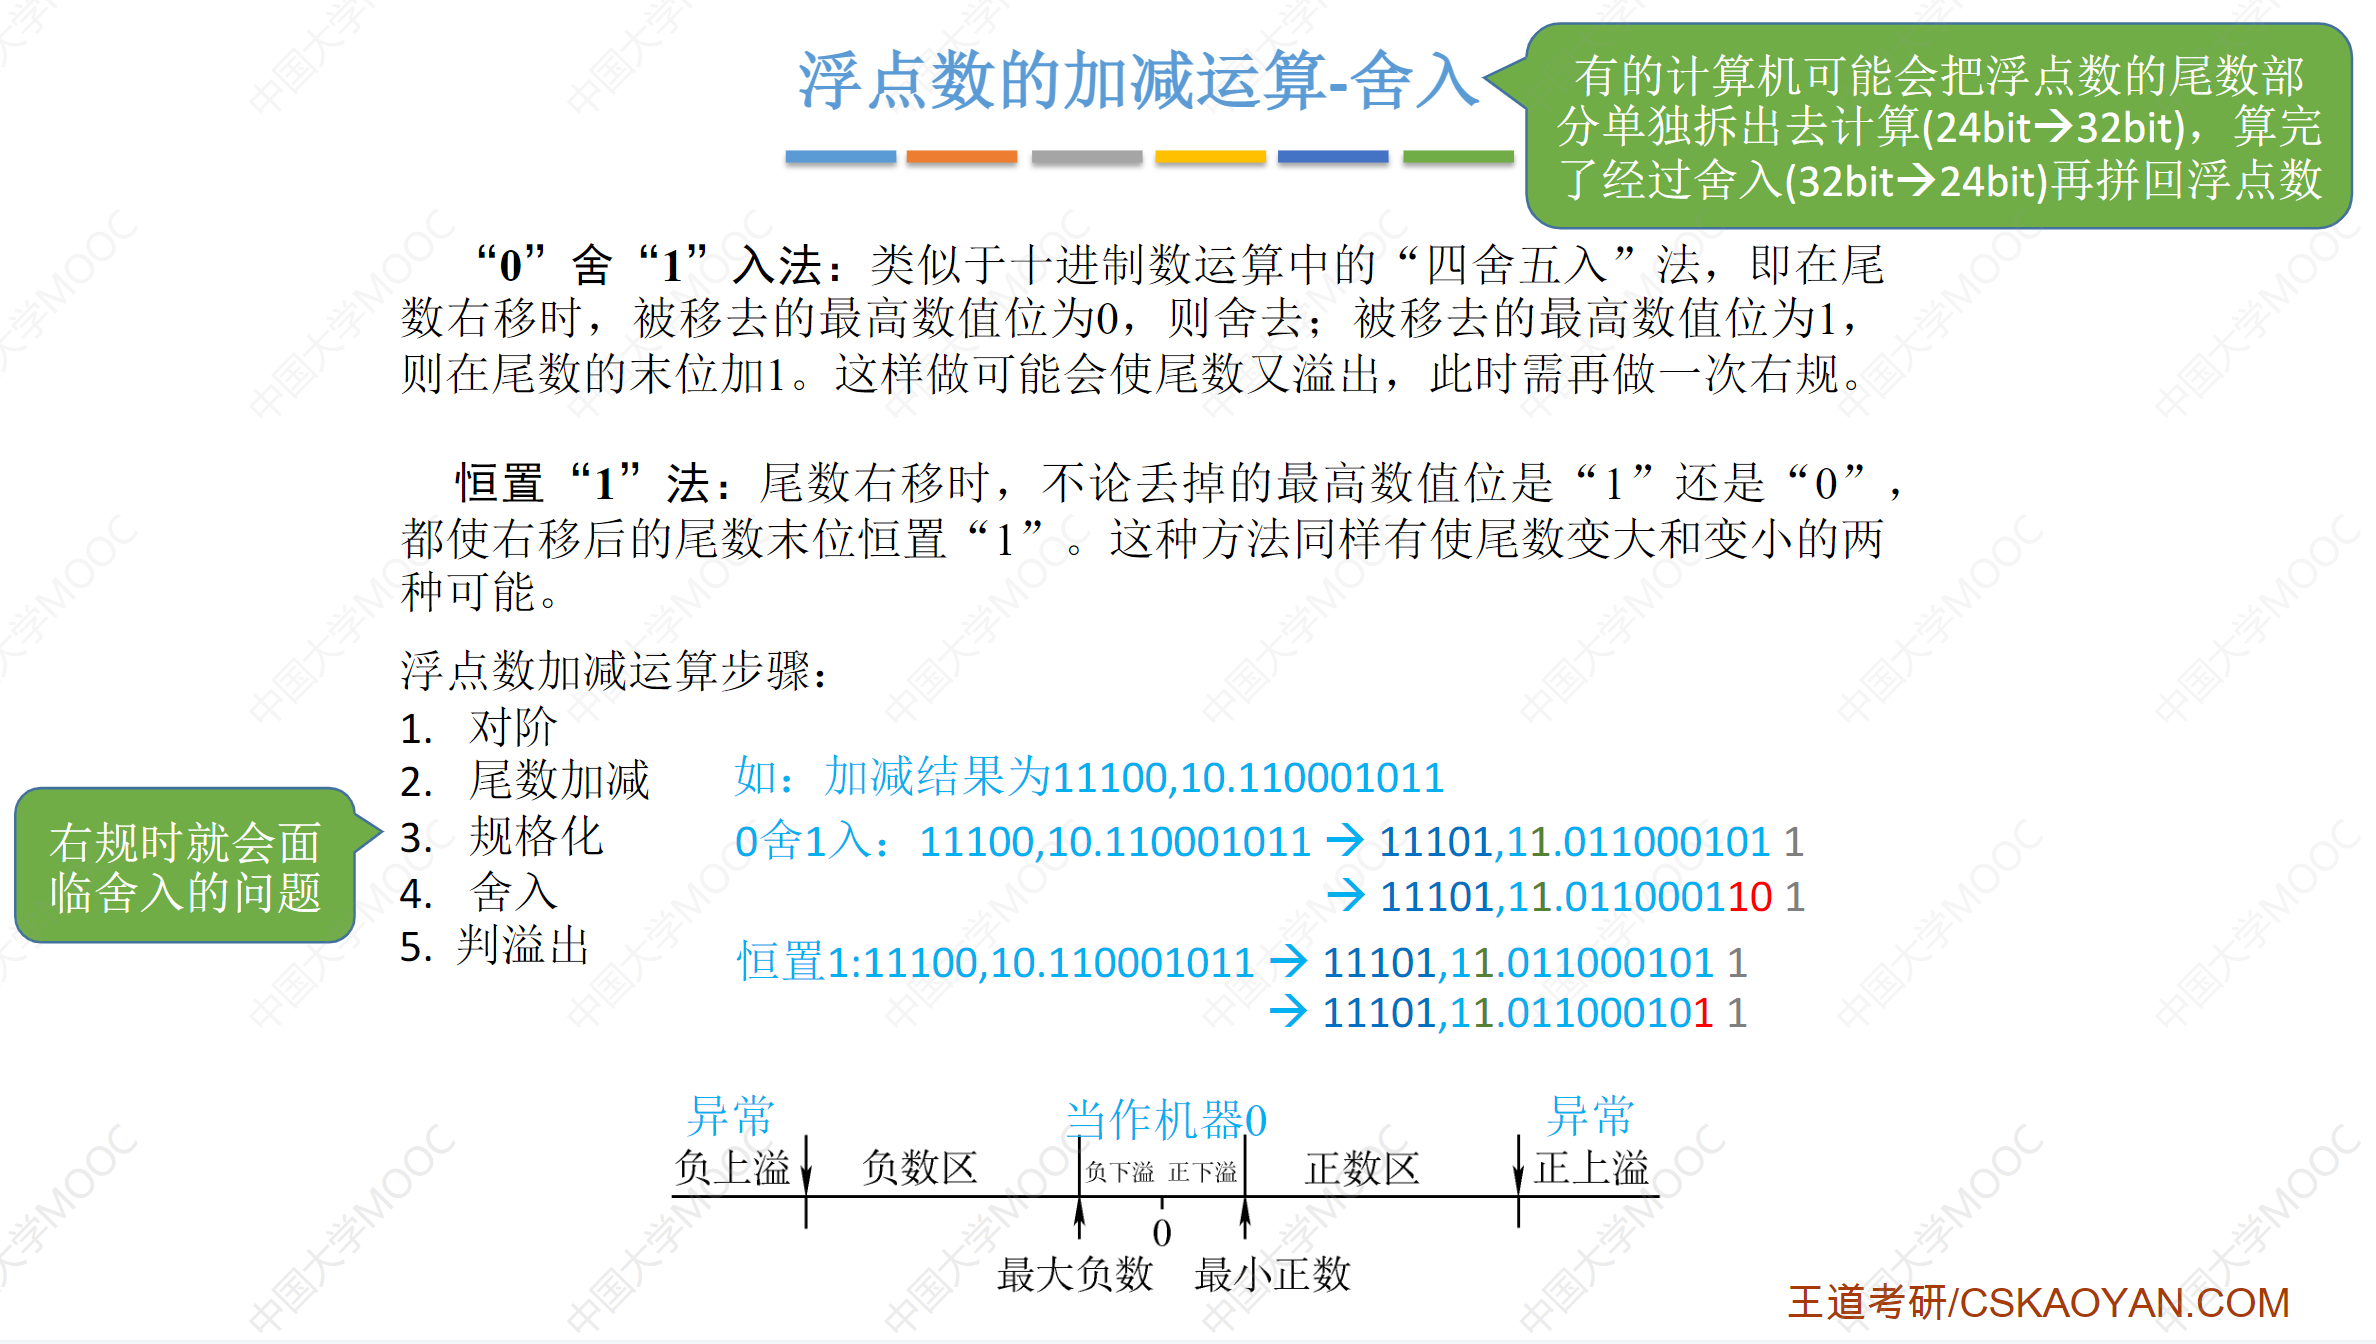 浮点数的加减运算-舍入
有的计算机可能会把浮点数的尾数部
分单独拆出去计算(24bit→32bit)，算完
了经过舍入(32bit→24bit)再拼回浮点数
“0”舍“1”入法：类似于十进制数运算中的“四舍五入”法，即在尾
数右移时，被移去的最高数值位为0，则舍去；被移去的最高数值位为1，
则在尾数的末位加1。这样做可能会使尾数又溢出，此时需再做一次右规。
恒置“1”法：尾数右移时，不论丢掉的最高数值位是“1”还是“0”，
都使右移后的尾数末位恒置“1”。这种方法同样有使尾数变大和变小的两
种可能。
浮点数加减运算步骤：
1. 对阶
2. 尾数加减
3. 规格化
4. 舍入
5. 判溢出
右规时就会面
临舍入的问题
如：加减结果为11100,10.110001011
0舍1入：11100,10.110001011 → 11101,11.011000101 1
→ 11101,11.011000110 1
恒置1:11100,10.110001011 → 11101,11.011000101 1
→ 11101,11.011000101 1
异常 当作机器0 异常
负上溢 负数区 负下溢 正下溢 正数区 正上溢
0
最大负数 最小正数
王道考研/CSKAOYAN.COM
中国大学MOOC